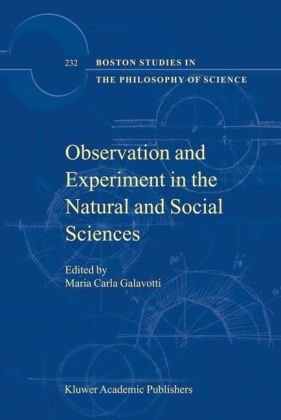 232 BOSTON STUDIES IN
THE PHILOSOPHY OF SCIENCE
Observation and
Experiment in the
Natural and Social
Sciences
Edited by
Maria Carla Galavotti
Kluwer Academic Publishers